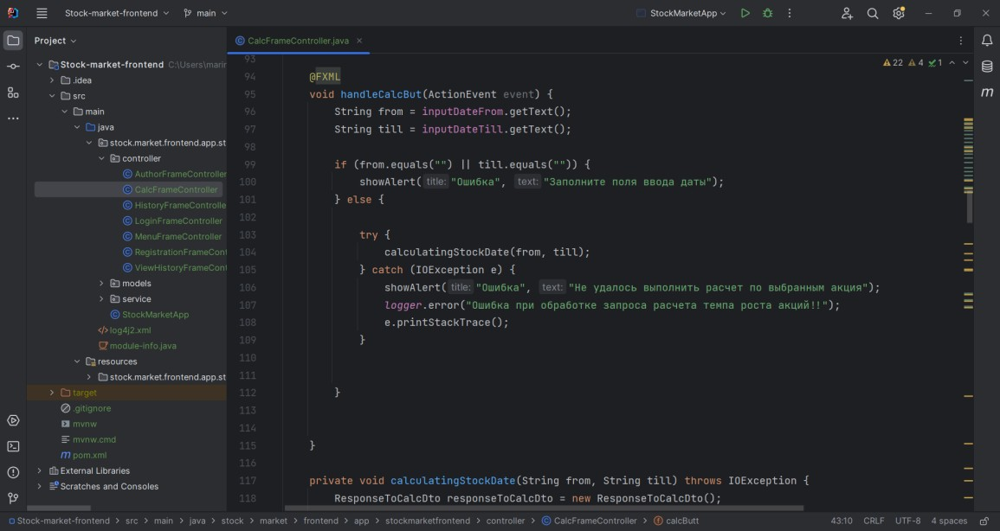 Stock-market-frontend main StockMarketApp
Project CalcFrameController.java
Stock-market-frontend C:\Users\marin
.idea
src
main
java
stock.market.frontend.app.st
controller
AuthorFrameController
CalcFrameController
HistoryFrameControlle
LoginFrameController
MenuFrameController
RegistrationFrameCont
ViewHistoryFrameCont
models
service
StockMarketApp
log4j2.xml
module-info.java
resources
stock.market.frontend.app.st
target
.gitignore
mvnw
mvnw.cmd
pom.xml
External Libraries
Scratches and Consoles
22 4 1
93
94 @FXML
95 void handleCalcBut(ActionEvent event) {
96 String from = inputDateFrom.getText();
97 String till = inputDateTill.getText();
98
99 if (from.equals("") || till.equals("")) {
100 showAlert( title: "Ошибка", text: "Заполните поля ввода даты");
101 } else {
102
103 try {
104 calculatingStockDate(from, till);
105 } catch (IOException e) {
106 showAlert( title: "Ошибка", text: "Не удалось выполнить расчет по выбранным акция");
107 logger.error("Ошибка при обработке запроса расчета темпа роста акций!!");
108 e.printStackTrace();
109 }
110
111
112 }
113
114
115 }
116
117 private void calculatingStockDate(String from, String till) throws IOException {
118 ResponseToCalcDto responseToCalcDto = new ResponseToCalcDto();
Stock-market-frontend > src > main > java > stock > market > frontend > app > stockmarketfrontend > controller > CalcFrameController > calcButt 43:10 CRLF UTF-8 4 spaces